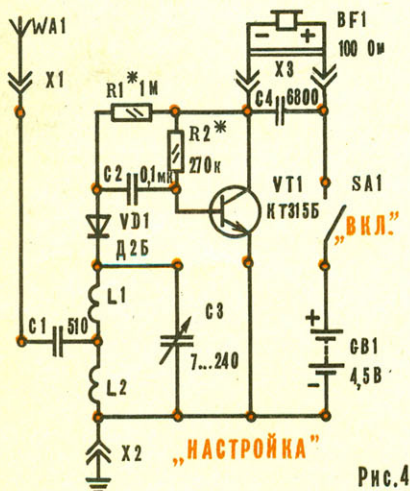 WA1
BF1
100 Ом
X1
X3
R1* 1М
C4 6800
R2*
270к
C2 0,1мк
VT1
КТ315Б
SA1
„ВКЛ."
VD1
Д2Б
L1
C3
C1 510
7...240
GB1
4,5В
L2
X2
„НАСТРОЙКА"
Рис.4